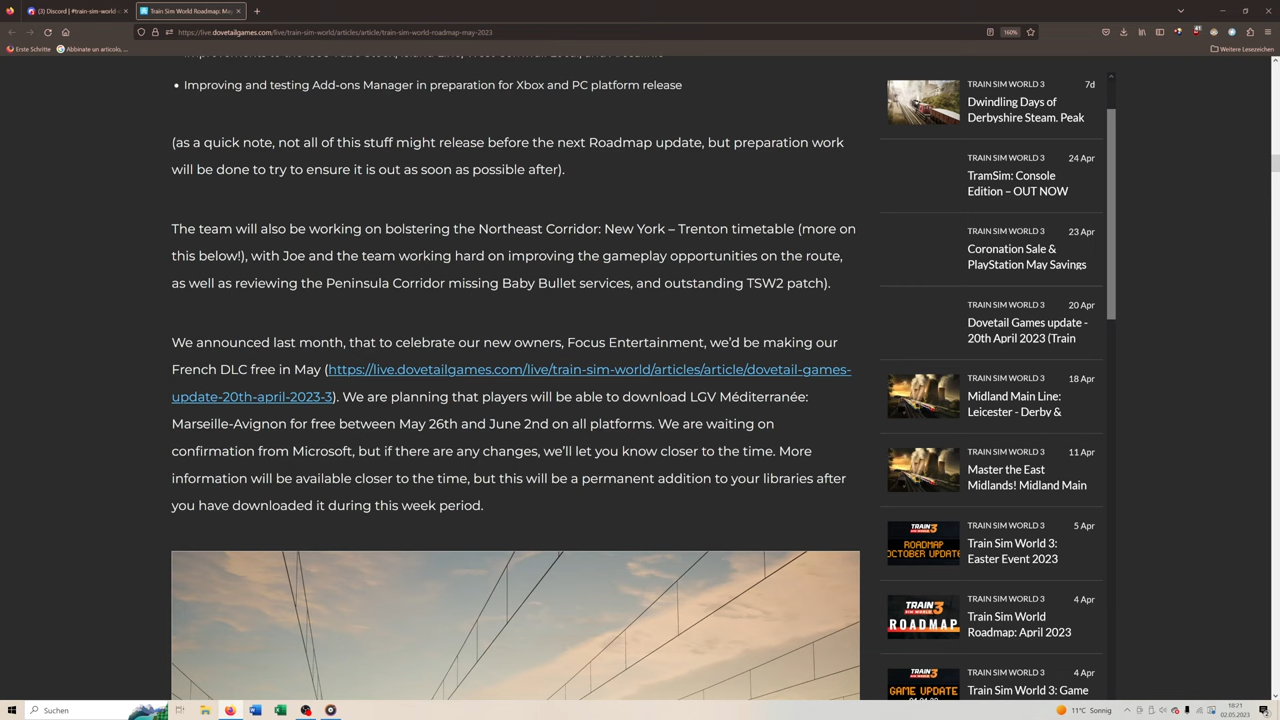 (3) Discord | #train-sim-world-
Train Sim World Roadmap: May
https://live.dovetailgames.com/live/train-sim-world/articles/article/train-sim-world-roadmap-may-2023
160%
Erste Schritte
Abbinate un articolo, ...
Weitere Lesezeichen
• Improving and testing Add-ons Manager in preparation for Xbox and PC platform release
(as a quick note, not all of this stuff might release before the next Roadmap update, but preparation work
will be done to try to ensure it is out as soon as possible after).
The team will also be working on bolstering the Northeast Corridor: New York – Trenton timetable (more on
this below!), with Joe and the team working hard on improving the gameplay opportunities on the route,
as well as reviewing the Peninsula Corridor missing Baby Bullet services, and outstanding TSW2 patch).
We announced last month, that to celebrate our new owners, Focus Entertainment, we'd be making our
French DLC free in May (https://live.dovetailgames.com/live/train-sim-world/articles/article/dovetail-games-
update-20th-april-2023-3). We are planning that players will be able to download LGV Méditerranée:
Marseille-Avignon for free between May 26th and June 2nd on all platforms. We are waiting on
confirmation from Microsoft, but if there are any changes, we'll let you know closer to the time. More
information will be available closer to the time, but this will be a permanent addition to your libraries after
you have downloaded it during this week period.
TRAIN SIM WORLD 3 7d
Dwindling Days of
Derbyshire Steam. Peak
TRAIN SIM WORLD 3 24 Apr
TramSim: Console
Edition – OUT NOW
TRAIN SIM WORLD 3 23 Apr
Coronation Sale &
PlayStation May Savings
TRAIN SIM WORLD 3 20 Apr
Dovetail Games update -
20th April 2023 (Train
TRAIN SIM WORLD 3 18 Apr
Midland Main Line:
Leicester - Derby &
TRAIN SIM WORLD 3 11 Apr
Master the East
Midlands! Midland Main
TRAIN 3
ROADMAP
OCTOBER UPDATE
TRAIN SIM WORLD 3 5 Apr
Train Sim World 3:
Easter Event 2023
TRAIN 3
SIM WORLD
ROADMAP
TRAIN SIM WORLD 3 4 Apr
Train Sim World
Roadmap: April 2023
TRAIN 3
GAME UPDATE
TRAIN SIM WORLD 3 4 Apr
Train Sim World 3: Game
Suchen
11°C Sonnig
18:21
02.05.2023